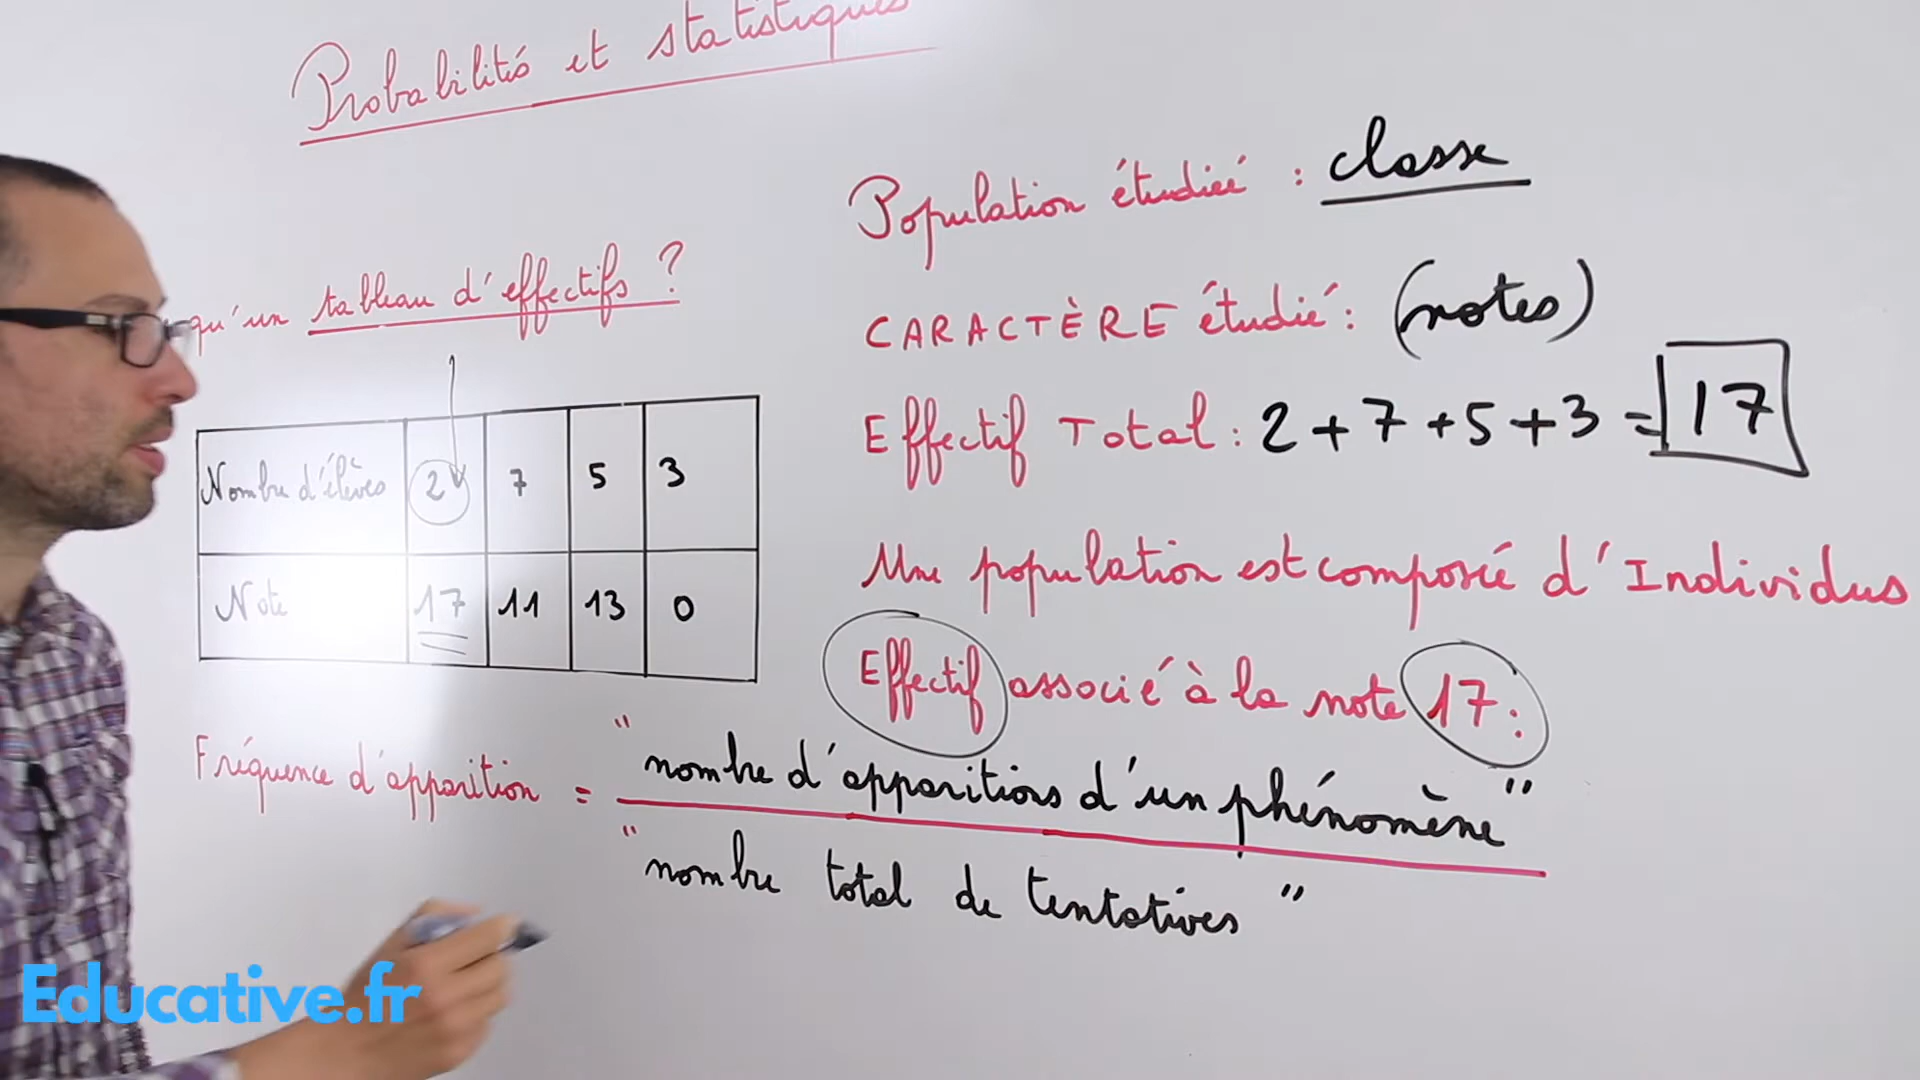 Probabilités et statistiques
qu'un tableau d'effectifs ?
Nombre d'élèves 2 7 5 3
Note 17 11 13 0
Population étudiée : classe
CARACTÈRE étudié : (notes)
Effectif Total : 2 + 7 + 5 + 3 = 17
Une population est composée d'Individus
Effectif associé à la note 17 :
Fréquence d'apparition = "nombre d'apparitions d'un phénomène"
"nombre total de tentatives"
Educative.fr